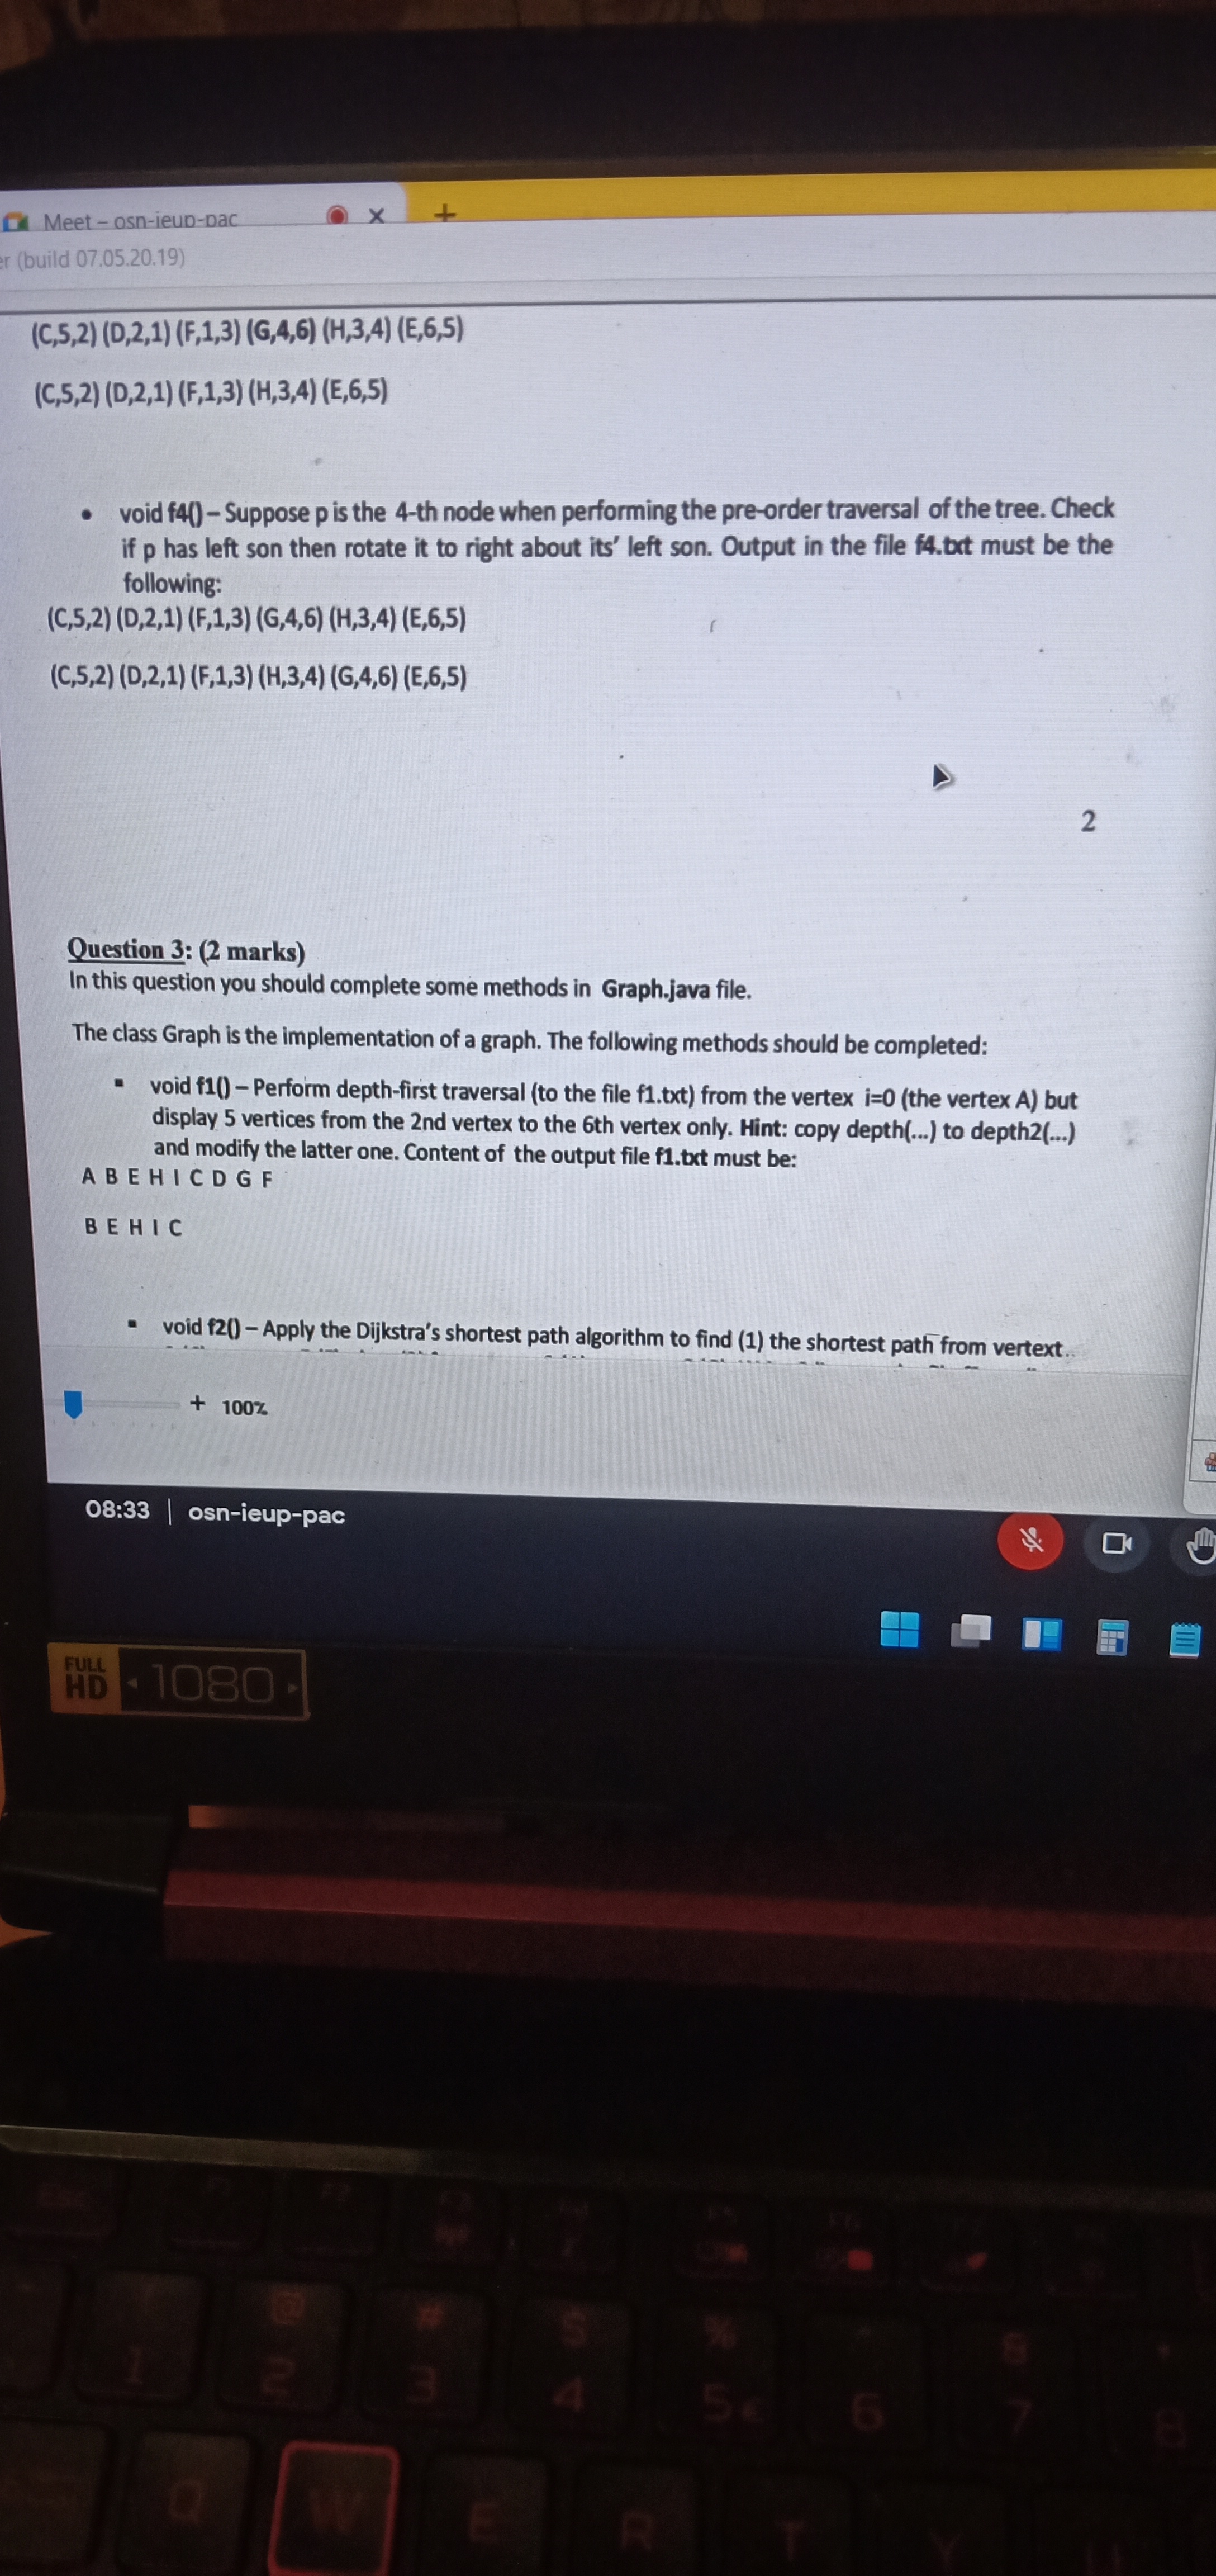 Meet – osn-ieup-pac
er (build 07.05.20.19)
(C,5,2) (D,2,1) (F,1,3) (G,4,6) (H,3,4) (E,6,5)
(C,5,2) (D,2,1) (F,1,3) (H,3,4) (E,6,5)
• void f4() – Suppose p is the 4-th node when performing the pre-order traversal of the tree. Check
if p has left son then rotate it to right about its' left son. Output in the file f4.txt must be the
following:
(C,5,2) (D,2,1) (F,1,3) (G,4,6) (H,3,4) (E,6,5)
(C,5,2) (D,2,1) (F,1,3) (H,3,4) (G,4,6) (E,6,5)
2
Question 3: (2 marks)
In this question you should complete some methods in Graph.java file.
The class Graph is the implementation of a graph. The following methods should be completed:
▪ void f1() – Perform depth-first traversal (to the file f1.txt) from the vertex i=0 (the vertex A) but
display 5 vertices from the 2nd vertex to the 6th vertex only. Hint: copy depth(...) to depth2(...)
and modify the latter one. Content of the output file f1.txt must be:
A B E H I C D G F
B E H I C
▪ void f2() – Apply the Dijkstra's shortest path algorithm to find (1) the shortest path from vertext
+ 100%
08:33 | osn-ieup-pac
FULL
HD 1080
Esc
@ # $ % 8
1 2 3 4 5 € 6 7 8
Q W E R T Y U